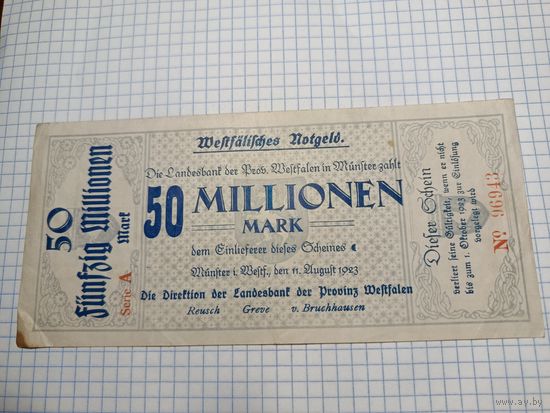 50
Fünfzig Millionen
Mark
Serie A
Westfälisches Notgeld.
Die Landesbank der Prov. Westfalen in Münster zahlt
50 MILLIONEN
MARK
dem Einlieferer dieses Scheines
Münster i. Westf., den 11. August 1923
Die Direktion der Landesbank der Provinz Westfalen
Reusch Greve v. Bruchhausen
Dieser Schein
verliert seine Gültigkeit, wenn er nicht
bis zum 1. Oktober 1923 zur Einlösung
vorgelegt wird
No 96943
www.ay.by